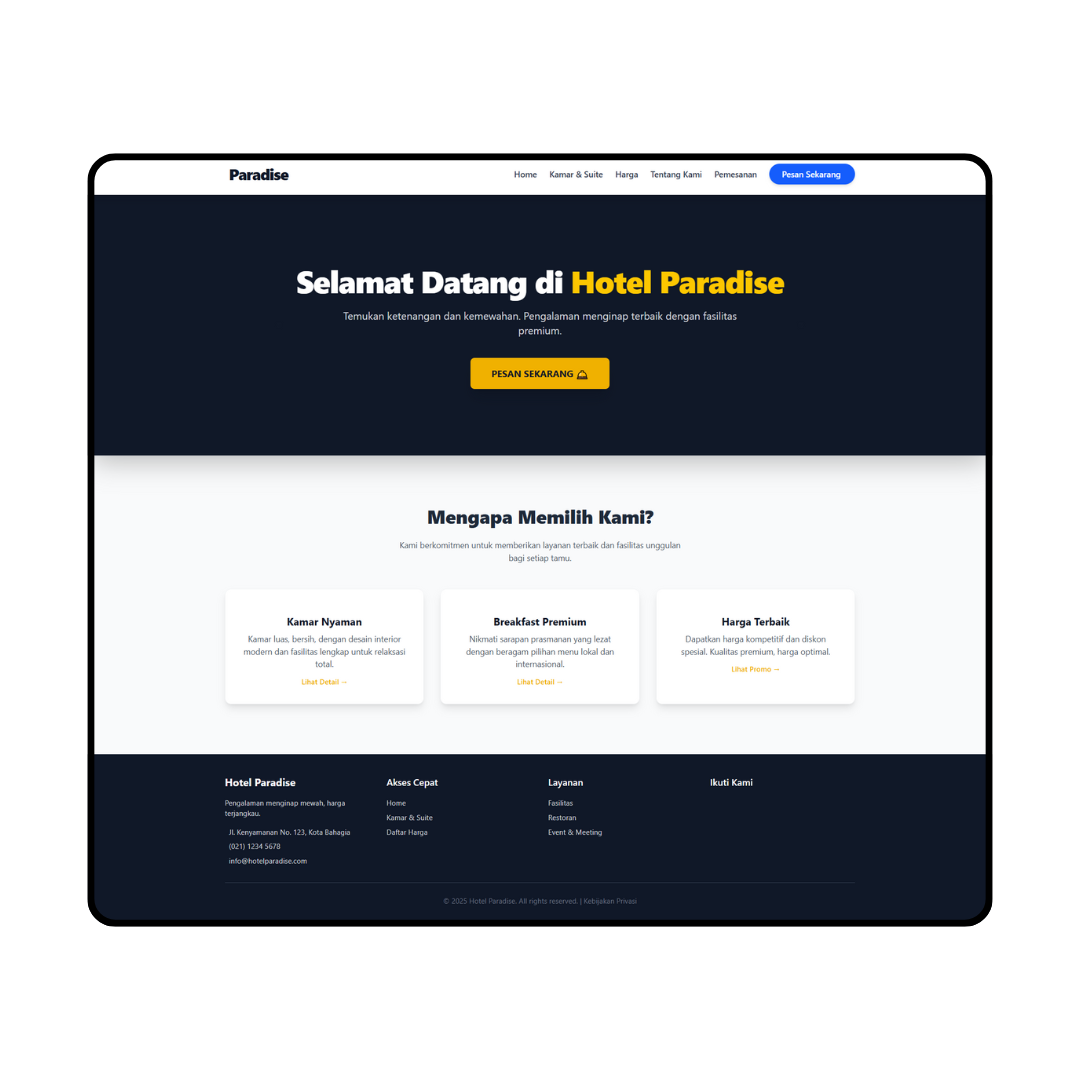 Paradise
Home Kamar & Suite Harga Tentang Kami Pemesanan Pesan Sekarang
Selamat Datang di Hotel Paradise
Temukan ketenangan dan kemewahan. Pengalaman menginap terbaik dengan fasilitas
premium.
PESAN SEKARANG
Mengapa Memilih Kami?
Kami berkomitmen untuk memberikan layanan terbaik dan fasilitas unggulan
bagi setiap tamu.
Kamar Nyaman
Kamar luas, bersih, dengan desain interior
modern dan fasilitas lengkap untuk relaksasi
total.
Lihat Detail →
Breakfast Premium
Nikmati sarapan prasmanan yang lezat
dengan beragam pilihan menu lokal dan
internasional.
Lihat Detail →
Harga Terbaik
Dapatkan harga kompetitif dan diskon
spesial. Kualitas premium, harga optimal.
Lihat Promo →
Hotel Paradise
Pengalaman menginap mewah, harga
terjangkau.
Jl. Kenyamanan No. 123, Kota Bahagia
(021) 1234 5678
info@hotelparadise.com
Akses Cepat
Home
Kamar & Suite
Daftar Harga
Layanan
Fasilitas
Restoran
Event & Meeting
Ikuti Kami
© 2025 Hotel Paradise. All rights reserved. | Kebijakan Privasi